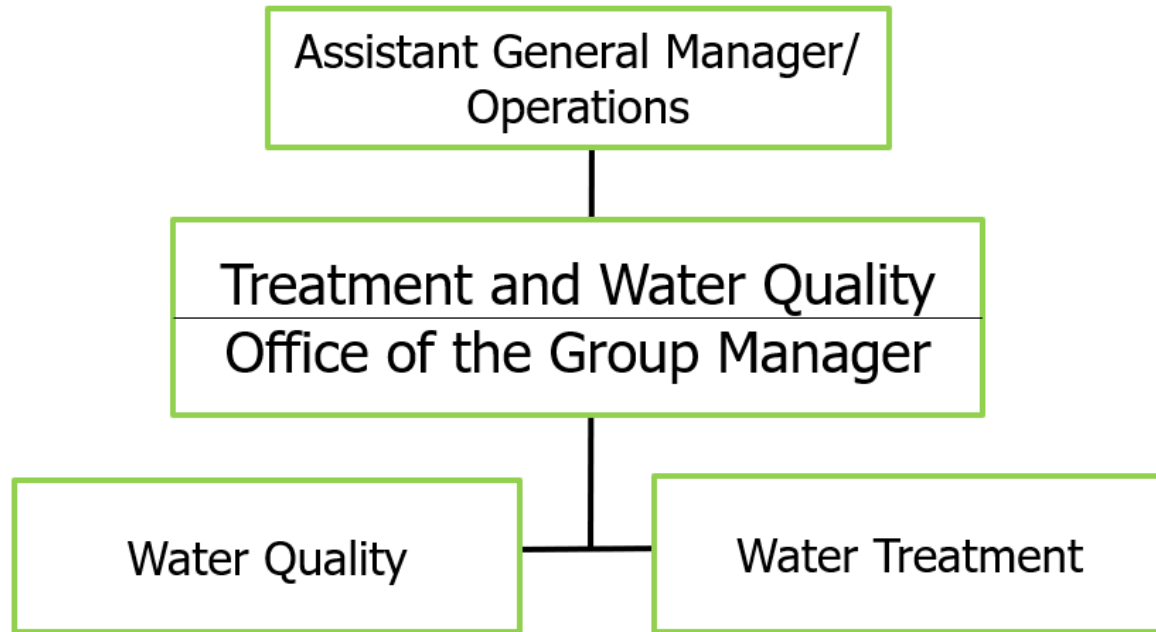 Assistant General Manager/
Operations
Treatment and Water Quality
Office of the Group Manager
Water Quality
Water Treatment